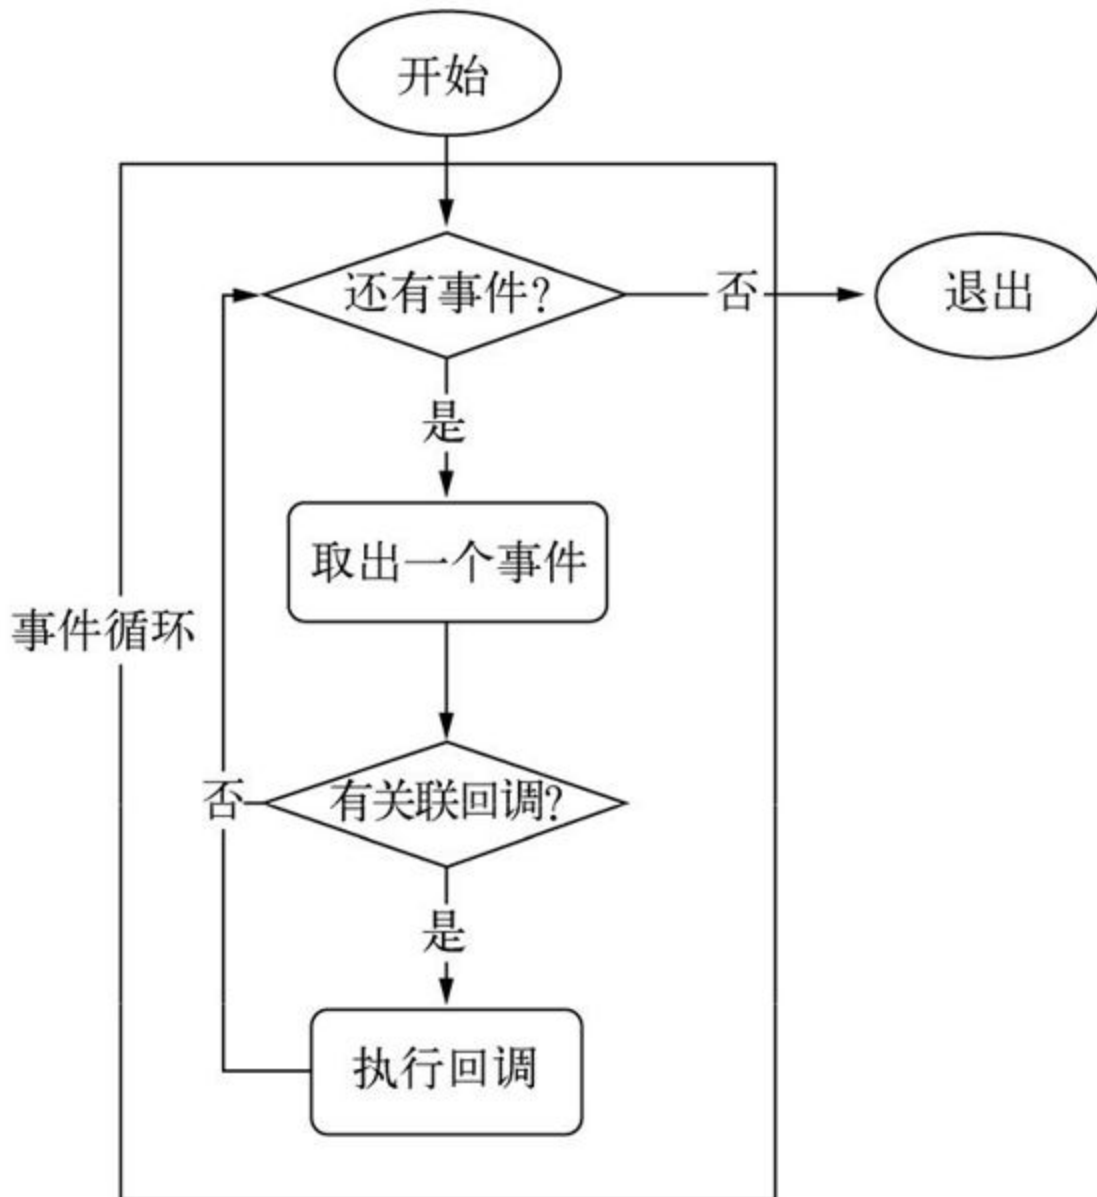 开始
还有事件?
否
退出
是
取出一个事件
事件循环
有关联回调?
否
是
执行回调